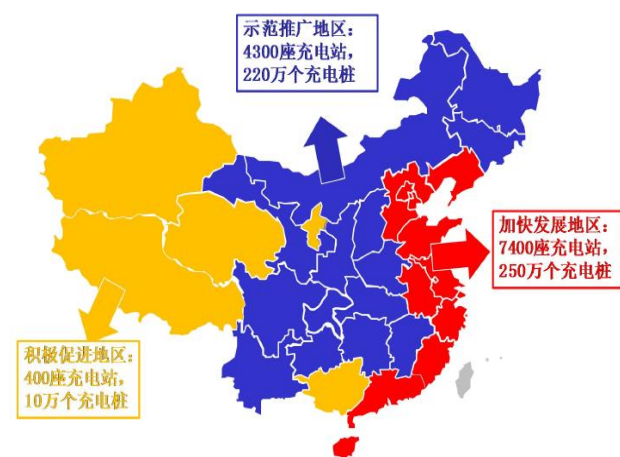 示范推广地区：
4300座充电站，
220万个充电桩
加快发展地区：
7400座充电站，
250万个充电桩
积极促进地区：
400座充电站，
10万个充电桩